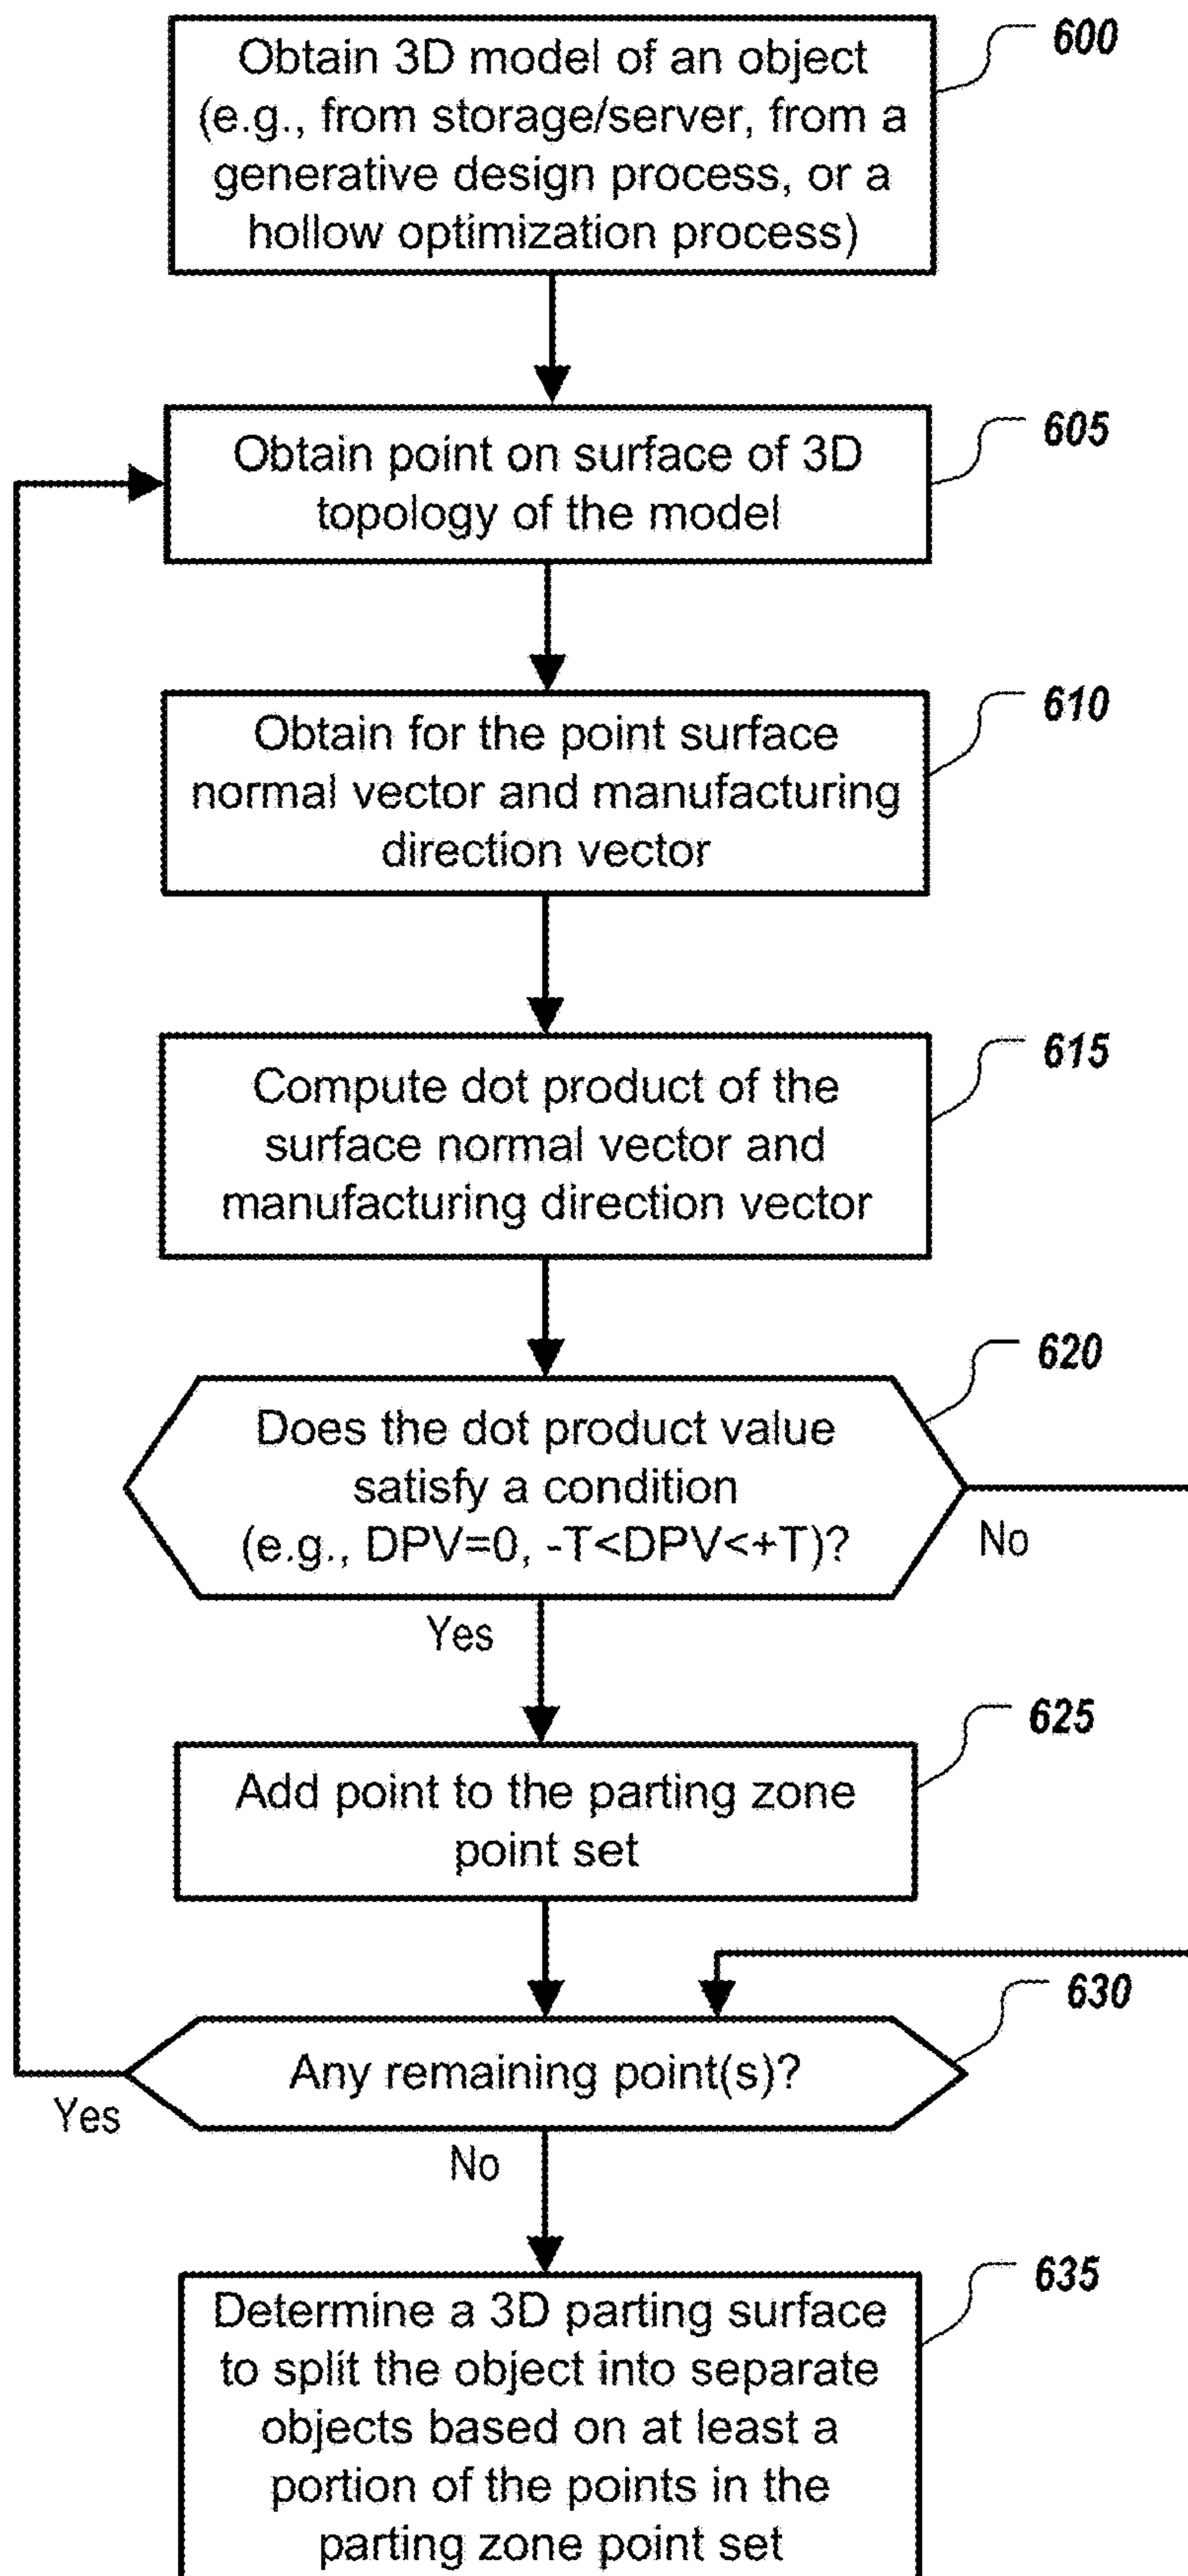 Obtain 3D model of an object
(e.g., from storage/server, from a
generative design process, or a
hollow optimization process)
600
Obtain point on surface of 3D
topology of the model
605
Obtain for the point surface
normal vector and manufacturing
direction vector
610
Compute dot product of the
surface normal vector and
manufacturing direction vector
615
Does the dot product value
satisfy a condition
(e.g., DPV=0, -T<DPV<+T)?
620
No
Yes
Add point to the parting zone
point set
625
Any remaining point(s)?
630
Yes
No
Determine a 3D parting surface
to split the object into separate
objects based on at least a
portion of the points in the
parting zone point set
635